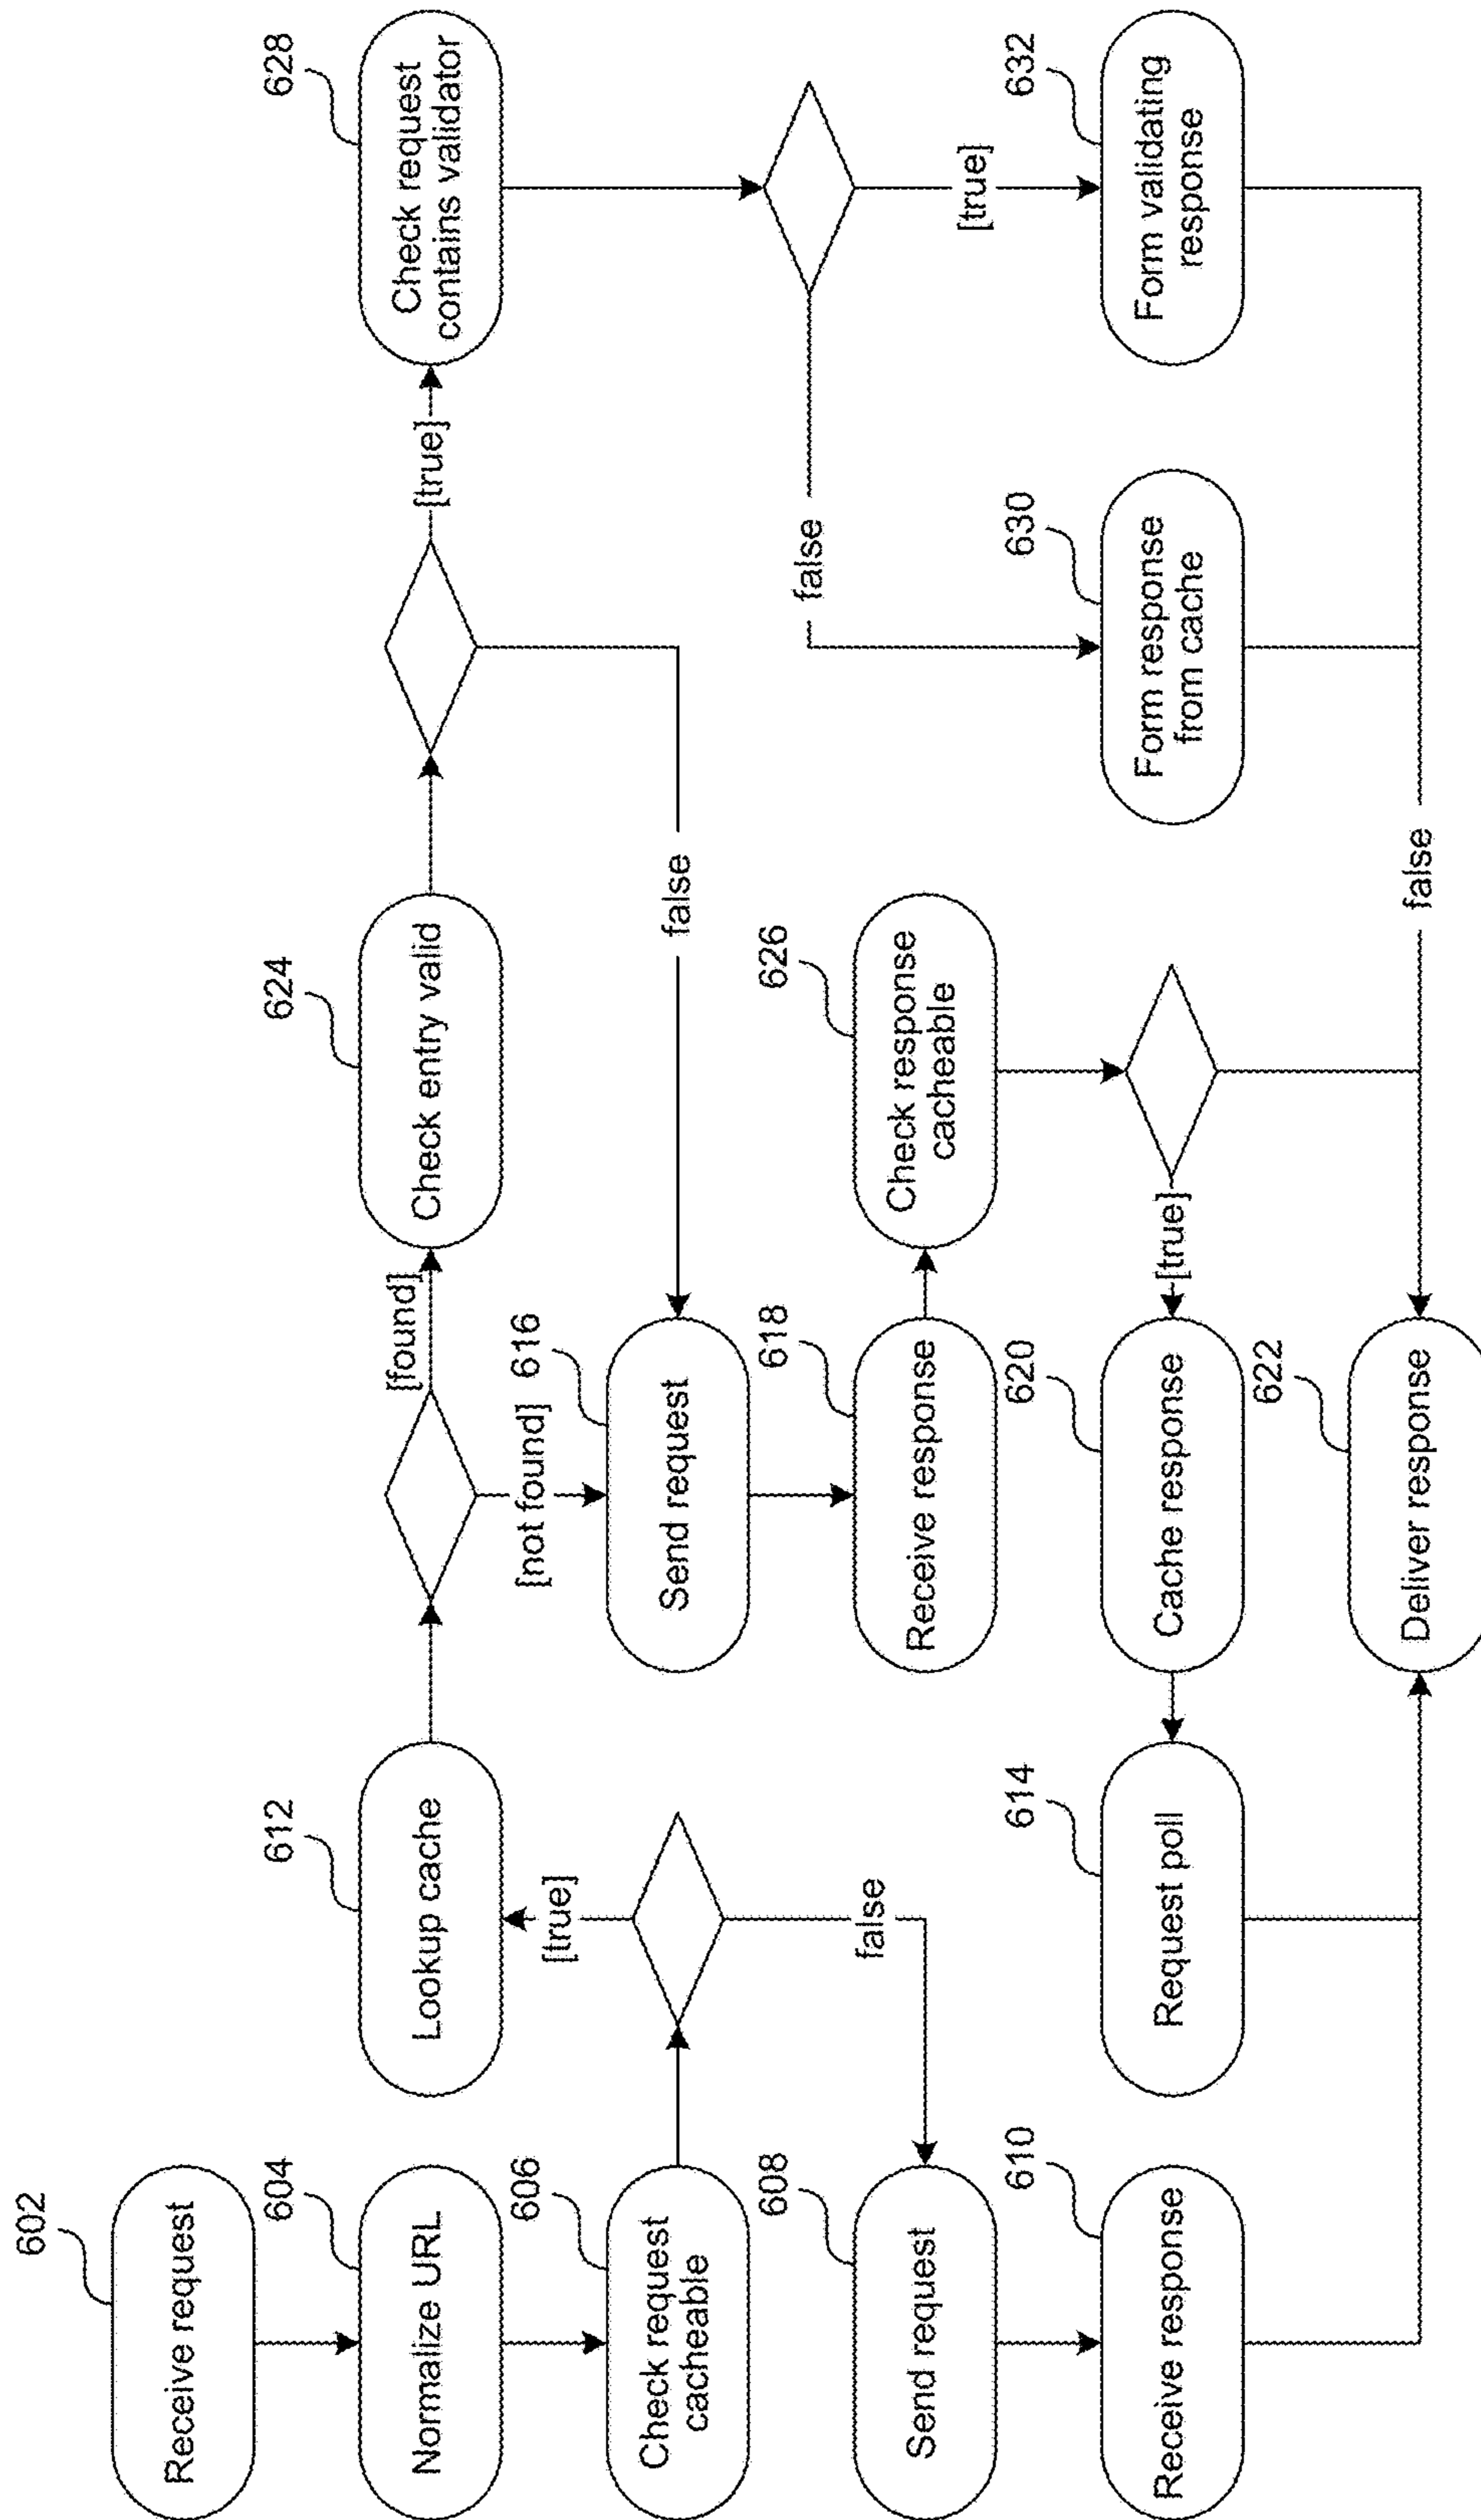 602
Receive request
604
Normalize URL
606
Check request
cacheable
608
Send request
610
Receive response
612
Lookup cache
[true]
false
614
Request poll
[found]
[not found]
616
Send request
618
Receive response
620
Cache response
622
Deliver response
624
Check entry valid
false
626
Check response
cacheable
[true]
false
[true]
628
Check request
contains validator
false
[true]
630
Form response
from cache
632
Form validating
response